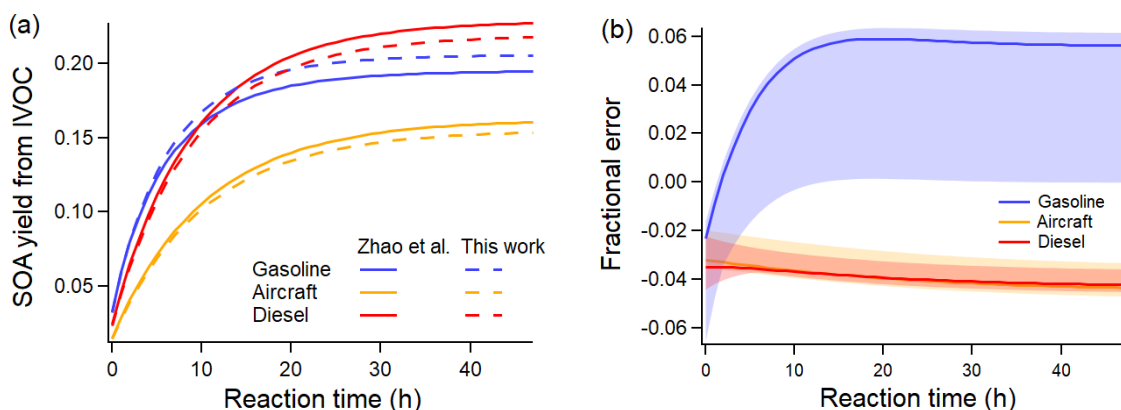 (a)
SOA yield from IVOC
0.20
0.15
0.10
0.05
0 10 20 30 40
Reaction time (h)
Zhao et al. This work
Gasoline
Aircraft
Diesel
(b)
Fractional error
0.06
0.04
0.02
0.00
-0.02
-0.04
-0.06
0 10 20 30 40
Reaction time (h)
Gasoline
Aircraft
Diesel